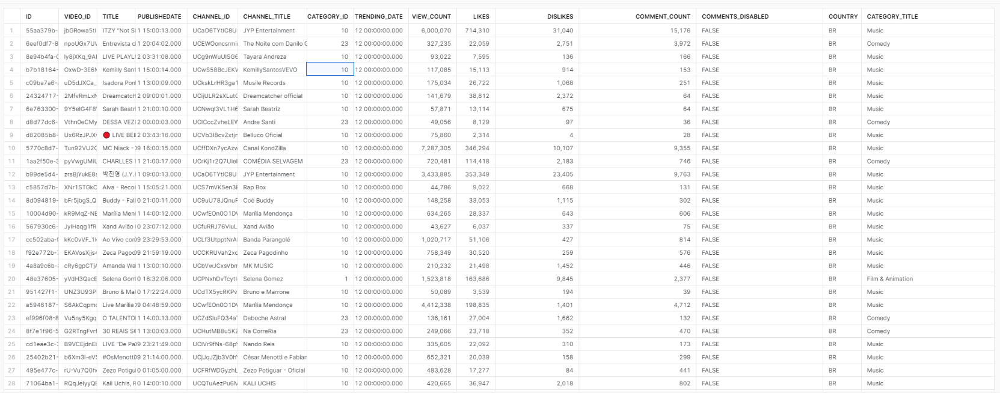 ID VIDEO_ID TITLE PUBLISHEDATE CHANNEL_ID CHANNEL_TITLE CATEGORY_ID TRENDING_DATE VIEW_COUNT LIKES DISLIKES COMMENT_COUNT COMMENTS_DISABLED COUNTRY CATEGORY_TITLE
1 55aa379b- jbGRowa5tI ITZY "Not S 1 15:00:13.000 UCaO6TYtlC8U JYP Entertainment 10 12 00:00:00.000 6,000,070 714,310 31,040 15,176 FALSE BR Music
2 6eef0df7-8 npoUGx7UW Entrevista c 1 20:04:02.000 UCEWOoncsrmi The Noite com Danilo G 23 12 00:00:00.000 327,235 22,059 2,751 3,972 FALSE BR Comedy
3 8e94b4fa-0 ly8jXKq_9AI LIVE PLAYL 2 03:31:08.000 UCg9nWuUISG6 Tayara Andreza 10 12 00:00:00.000 93,022 7,595 136 166 FALSE BR Music
4 b7b18164- OxwD-3E6M Kemilly San 1 15:00:14.000 UCwS58BcJEKV KemillySantosVEVO 10 12 00:00:00.000 117,085 15,113 914 153 FALSE BR Music
5 c09ba7a6- uD5dJXCa_ Isadora Pom 1 13:00:09.000 UCkskLrHR3ga1 Musile Records 10 12 00:00:00.000 175,034 26,722 1,068 251 FALSE BR Music
6 24324717- 2MfvRmLxN Dreamcatch 2 09:00:01.000 UCijULR2sXLutC Dreamcatcher official 10 12 00:00:00.000 141,679 38,812 2,372 64 FALSE BR Music
7 6e763300- 9Y5eIG4F8 Sarah Beatr 1 21:00:10.000 UCNwqI3VL1H6 Sarah Beatriz 10 12 00:00:00.000 57,871 13,114 675 64 FALSE BR Music
8 d8d77dc6- Vthn0eCMy DESSA VEZ 2 00:00:03.000 UCICccZvheLEW Andre Santi 23 12 00:00:00.000 49,056 8,129 97 36 FALSE BR Comedy
9 d82085b8- Ux6RzJPJX 🔴 LIVE BEI 2 03:43:16.000 UCVb3I8cvZxtjn Belluco Oficial 10 12 00:00:00.000 75,860 2,314 4 28 FALSE BR Music
10 5770c8d7- Tun92VU2C MC Niack - 09 16:00:15.000 UCffDXn7ycAzw Canal KondZilla 10 12 00:00:00.000 7,287,305 346,294 10,107 9,355 FALSE BR Music
11 1aa2f50e-3 pyVwgUMiU CHARLLES 1 21:00:17.000 UCrKj1r2Q7UIeI COMÉDIA SELVAGEM 23 12 00:00:00.000 720,481 114,418 2,183 746 FALSE BR Comedy
12 b99de5d4- zrsBjYukE8s 박진영 (J.Y. 1 09:00:13.000 UCaO6TYtlC8U JYP Entertainment 10 12 00:00:00.000 3,433,885 353,349 23,405 9,763 FALSE BR Music
13 c5857d7b- XNr1STGkC Alva - Reco 1 15:05:21.000 UCS7mVK5en3F Rap Box 10 12 00:00:00.000 44,786 9,022 668 131 FALSE BR Music
14 8d094819- bFr5jbgS_Q Buddy - Fal 0 21:00:11.000 UC9uU78JQnuF Coé Buddy 10 12 00:00:00.000 148,258 33,053 1,115 302 FALSE BR Music
15 10004d90- kR9MqZ-NE Marília Men 1 14:00:12.000 UCwfEOn0O1DV Marília Mendonça 10 12 00:00:00.000 634,265 28,337 643 606 FALSE BR Music
16 567930c6- JyIHaqg1fR Xand Avião 0 23:07:12.000 UCfuRRJ76VIuL Xand Avião 10 12 00:00:00.000 43,627 6,037 337 75 FALSE BR Music
17 cc502aba-f kKc0vVF_1k Ao Vivo com 09 23:29:53.000 UCLf3UtpptNrA Banda Parangolé 10 12 00:00:00.000 1,020,717 51,106 427 814 FALSE BR Music
18 f92e772b-7 EKAVosXjjs Zeca Pagod 09 21:59:19.000 UCCKRUVah2xc Zeca Pagodinho 10 12 00:00:00.000 758,349 30,520 259 576 FALSE BR Music
19 4a8a9c6b- cRy6gpCTjA Amanda Wa 1 13:00:10.000 UCbVwJCxsVbm MK MUSIC 10 12 00:00:00.000 210,232 21,498 1,452 446 FALSE BR Music
20 48e37605- yVdH3QacE Selena Gom 0 16:32:06.000 UCPNxhDvTcytI Selena Gomez 1 12 00:00:00.000 1,523,818 163,686 9,845 2,377 FALSE BR Film & Animation
21 951427f1- UNZ3U93P Bruno & Ma 0 17:22:24.000 UCdTX5ycRKPv Bruno e Marrone 10 12 00:00:00.000 50,089 3,539 194 39 FALSE BR Music
22 a5946187- S6AkCqpmc Live Marília 09 04:48:59.000 UCwfEOn0O1DV Marília Mendonça 10 12 00:00:00.000 4,412,338 198,835 1,401 4,712 FALSE BR Music
23 ef996f08-8 Vu5ny5Kgq O TALENTO 1 14:00:13.000 UCZdSIuFQ34a Deboche Astral 23 12 00:00:00.000 136,161 27,004 1,662 132 FALSE BR Comedy
24 8f7e1f96-5 G2RTngFvrf 30 REAIS S 1 13:00:03.000 UCHutMB8u5KZ Na CorreRia 23 12 00:00:00.000 249,066 23,718 352 470 FALSE BR Comedy
25 cd1eae3c-3 B9VCEjdnE LIVE "De Pa 09 23:21:49.000 UCIVr9fNs-68p Nando Reis 10 12 00:00:00.000 335,605 22,092 310 173 FALSE BR Music
26 25402b21- b6Xm3I-eV #OsMenotti 09 21:14:00.000 UCjJqJZjb3V0h César Menotti e Fabian 10 12 00:00:00.000 652,321 20,039 158 299 FALSE BR Music
27 495e477c- rU-Vu7Q0h Zezo Potigu 0 01:05:00.000 UCFRfWDGyzhL Zezo Potiguar - Oficial 10 12 00:00:00.000 483,628 17,277 84 441 FALSE BR Music
28 71064ba1- RQqJeIyyQE Kali Uchis, F 0 14:00:10.000 UCQTuAezPu6M KALI UCHIS 10 12 00:00:00.000 420,665 36,947 2,018 802 FALSE BR Music